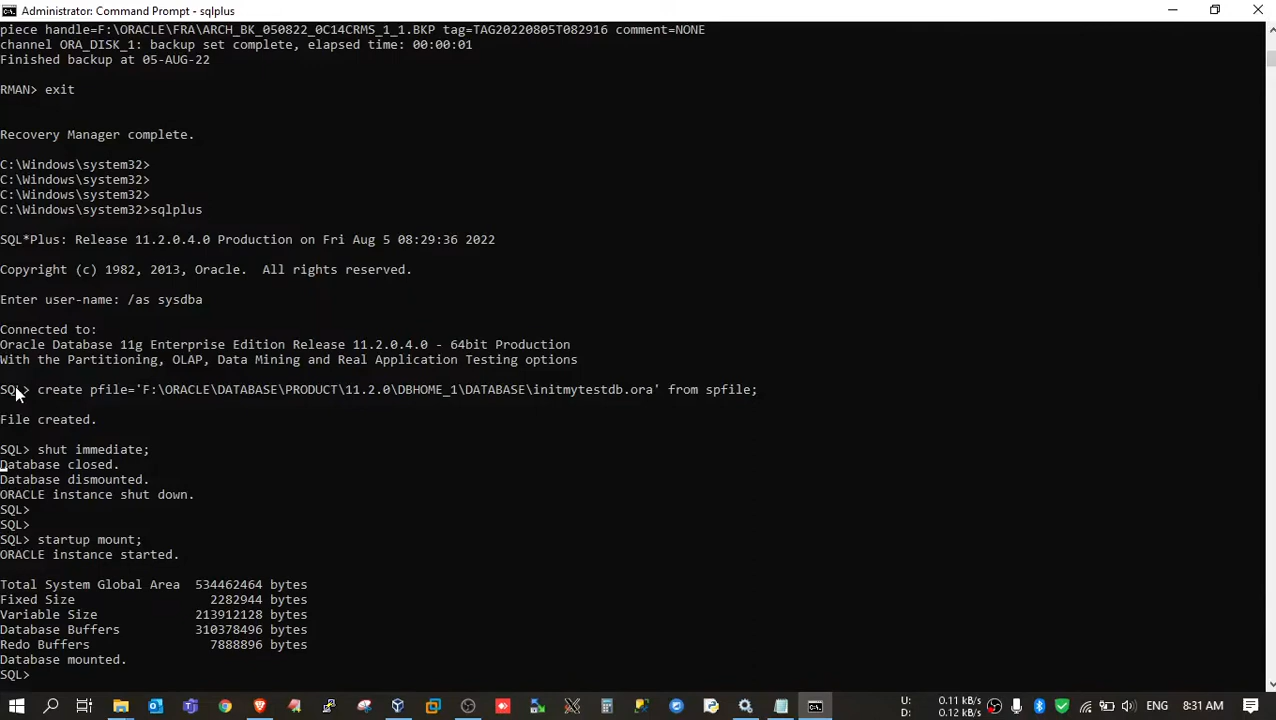 Administrator: Command Prompt - sqlplus
piece handle=F:\ORACLE\FRA\ARCH_BK_050822_0C14CRMS_1_1.BKP tag=TAG20220805T082916 comment=NONE
channel ORA_DISK_1: backup set complete, elapsed time: 00:00:01
Finished backup at 05-AUG-22
RMAN> exit
Recovery Manager complete.
C:\Windows\system32>
C:\Windows\system32>
C:\Windows\system32>
C:\Windows\system32>sqlplus
SQL*Plus: Release 11.2.0.4.0 Production on Fri Aug 5 08:29:36 2022
Copyright (c) 1982, 2013, Oracle.  All rights reserved.
Enter user-name: /as sysdba
Connected to:
Oracle Database 11g Enterprise Edition Release 11.2.0.4.0 - 64bit Production
With the Partitioning, OLAP, Data Mining and Real Application Testing options
SQL> create pfile='F:\ORACLE\DATABASE\PRODUCT\11.2.0\DBHOME_1\DATABASE\initmytestdb.ora' from spfile;
File created.
SQL> shut immediate;
Database closed.
Database dismounted.
ORACLE instance shut down.
SQL>
SQL>
SQL> startup mount;
ORACLE instance started.
Total System Global Area  534462464 bytes
Fixed Size                  2282944 bytes
Variable Size             213912128 bytes
Database Buffers          310378496 bytes
Redo Buffers                7888896 bytes
Database mounted.
SQL>
U: 0.11 kB/s
D: 0.12 kB/s
ENG
8:31 AM